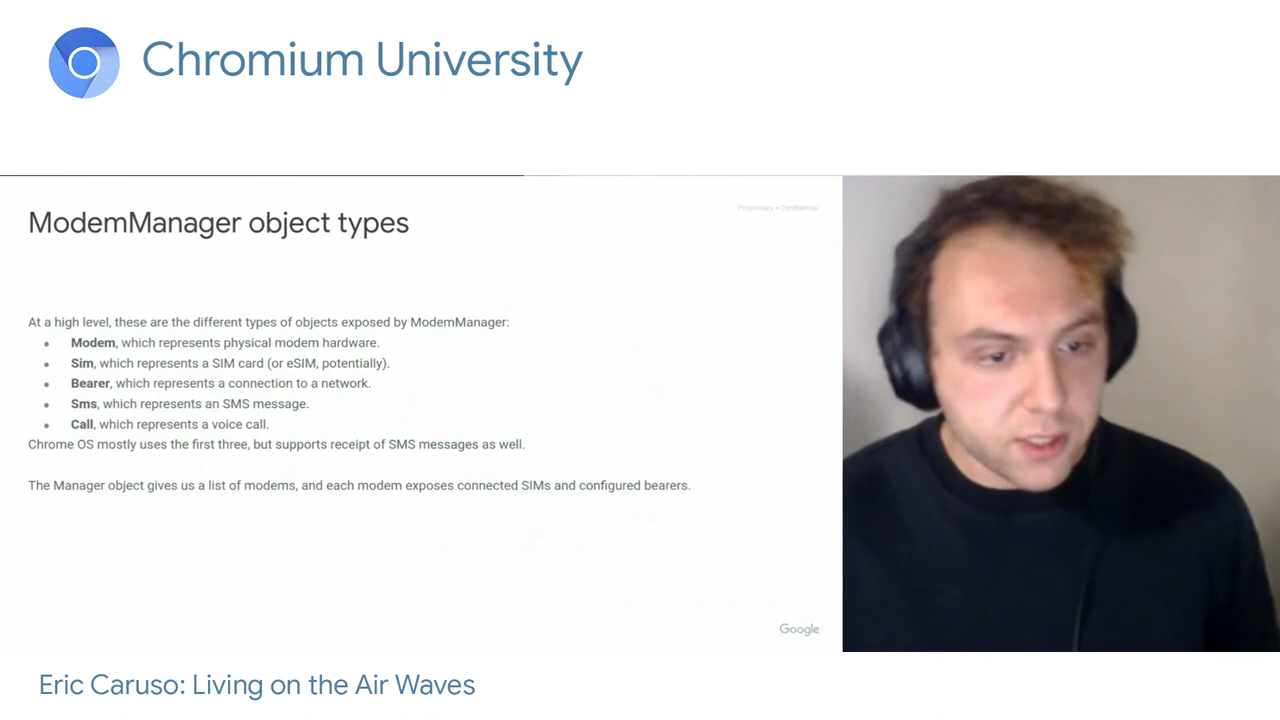 Chromium University
ModemManager object types
Proprietary + Confidential
At a high level, these are the different types of objects exposed by ModemManager:
• Modem, which represents physical modem hardware.
• Sim, which represents a SIM card (or eSIM, potentially).
• Bearer, which represents a connection to a network.
• Sms, which represents an SMS message.
• Call, which represents a voice call.
Chrome OS mostly uses the first three, but supports receipt of SMS messages as well.
The Manager object gives us a list of modems, and each modem exposes connected SIMs and configured bearers.
Google
Eric Caruso: Living on the Air Waves